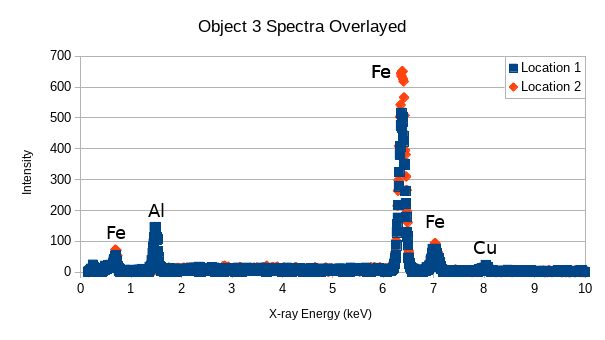 Object 3 Spectra Overlayed
700
600
500
400
300
200
100
0
Intensity
Fe
Al
Fe
Fe
Cu
Location 1
Location 2
0 1 2 3 4 5 6 7 8 9 10
X-ray Energy (keV)